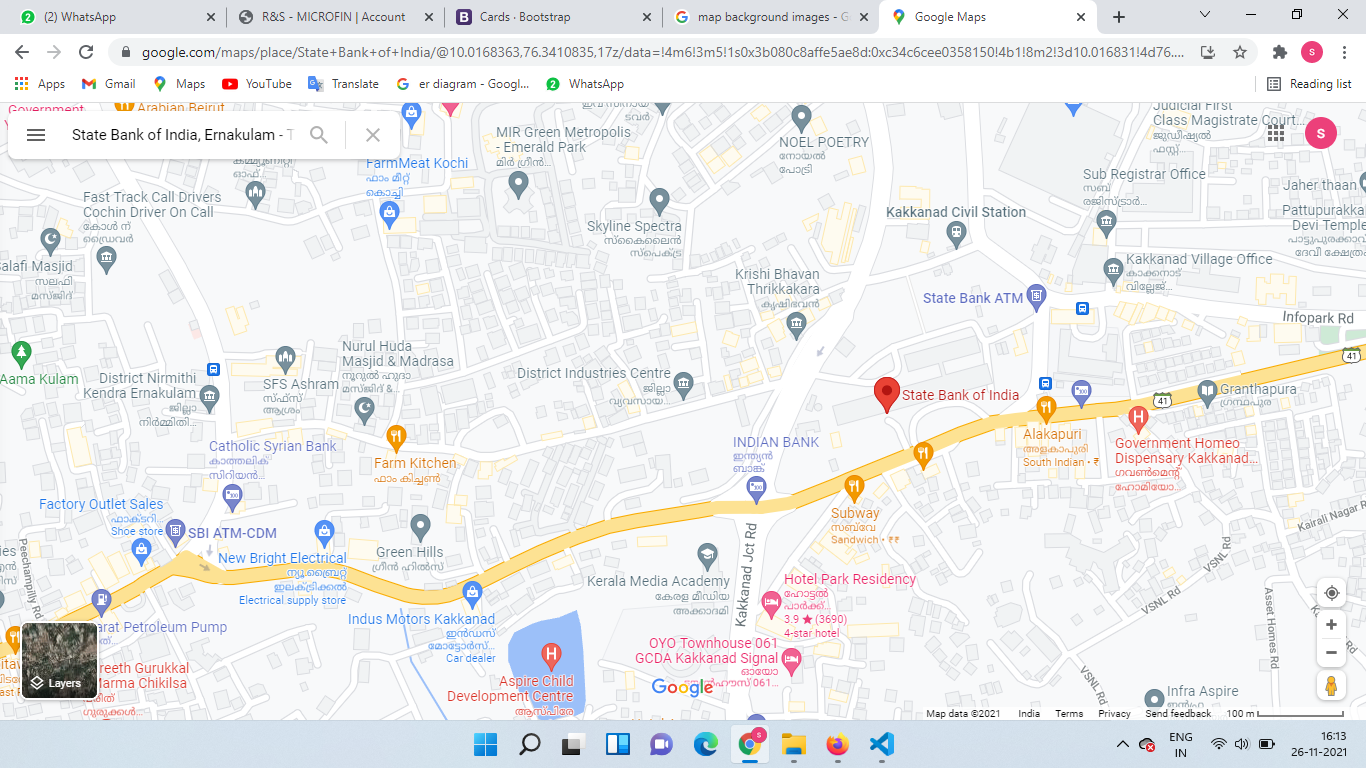 (2) WhatsApp
R&S - MICROFIN | Account
Cards · Bootstrap
map background images - G
Google Maps
google.com/maps/place/State+Bank+of+India/@10.0168363,76.3410835,17z/data=!4m6!3m5!1s0x3b080c8affe5ae8d:0xc34c6cee0358150!4b1!8m2!3d10.016831!4d76....
S
Apps
Gmail
Maps
YouTube
Translate
er diagram - Googl...
WhatsApp
Reading list
State Bank of India, Ernakulam - T
S
Government
Arabian Beirut
ടവർ
MIR Green Metropolis
- Emerald Park
മിർ ഗ്രീൻ...
NOEL POETRY
നോയൽ
പോട്രി
Judicial First
Class Magistrate Court...
ജുഡീഷ്യൽ
ഫസ്റ്റ്...
FarmMeat Kochi
ഫാം മീറ്റ്
കൊച്ചി
Fast Track Call Drivers
Cochin Driver On Call
കോൾ ന്
ഡ്രൈവർ
Sub Registrar Office
സബ്
രജിസ്ട്രാർ...
Jaher thaan
Pattupurakka
Devi Temple
പാട്ടുപുരക്കാവ്
ദേവീ ക്ഷേത്ര
Skyline Spectra
സ്കൈലൈൻ
സ്പെക്ട്ര
Kakkanad Civil Station
Salafi Masjid
സലഫി
മസ്ജിദ്
Krishi Bhavan
Thrikkakara
കൃഷിഭവൻ
Kakkanad Village Office
കാക്കനാട്
വില്ലേജ്...
State Bank ATM
Infopark Rd
41
Nurul Huda
Masjid & Madrasa
നൂറുൽ ഹുദാ
മസ്ജിദ് &...
Aama Kulam
District Nirmithi
Kendra Ernakulam
ജില്ലാ
നിർമ്മിതി...
SFS Ashram
സ്ഫ്സ്
ആശ്രം
District Industries Centre
ജില്ലാ
വ്യവസായ...
State Bank of India
41
Granthapura
ഗ്രന്ഥപുര
Catholic Syrian Bank
കാത്തലിക്
സിറിയൻ...
Farm Kitchen
ഫാം കിച്ചൺ
INDIAN BANK
ഇന്ത്യൻ
ബാങ്ക്
Alakapuri
അളകാപുരി
South Indian • ₹
Government Homeo
Dispensary Kakkanad...
ഗവൺമെന്റ്
ഹോമിയോ...
Factory Outlet Sales
ഫാക്ടറി...
Shoe store
SBI ATM-CDM
Subway
സബ്‌വേ
Sandwich • ₹₹
Kairali Nagar R
New Bright Electrical
ന്യൂ ബ്രൈറ്റ്
ഇലക്ട്രിക്കൽ
Electrical supply store
Green Hills
ഗ്രീൻ ഹിൽസ്
Kakkanad Jct Rd
VSNL Rd
Peechampilly Rd
Kerala Media Academy
കേരള മീഡിയ
അക്കാദമി
Hotel Park Residency
ഹോട്ടൽ
പാർക്ക്...
3.9 ★ (3690)
4-star hotel
VSNL Rd
Asset Homes Rd
Indus Motors Kakkanad
ഇൻഡസ്
മോട്ടോർസ്...
Car dealer
arat Petroleum Pump
OYO Townhouse 061
GCDA Kakkanad Signal
ഓയോ
VSNL Rd
reeth Gurukkal
Marma Chikilsa
ഗുരുക്കൾ...
Aspire Child
Development Centre
ആസ്പിരേ
Infra Aspire
Layers
Google
Map data ©2021
India
Terms
Privacy
Send feedback
100 m
ENG
IN
16:13
26-11-2021